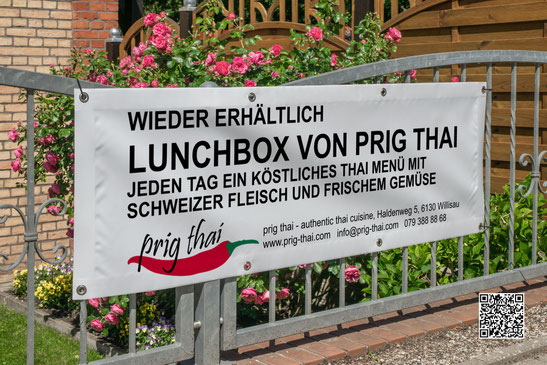 WIEDER ERHÄLTLICH
LUNCHBOX VON PRIG THAI
JEDEN TAG EIN KÖSTLICHES THAI MENÜ MIT
SCHWEIZER FLEISCH UND FRISCHEM GEMÜSE
prig thai
prig thai - authentic thai cuisine, Haldenweg 5, 6130 Willisau
www.prig-thai.com info@prig-thai.com 079 388 88 68